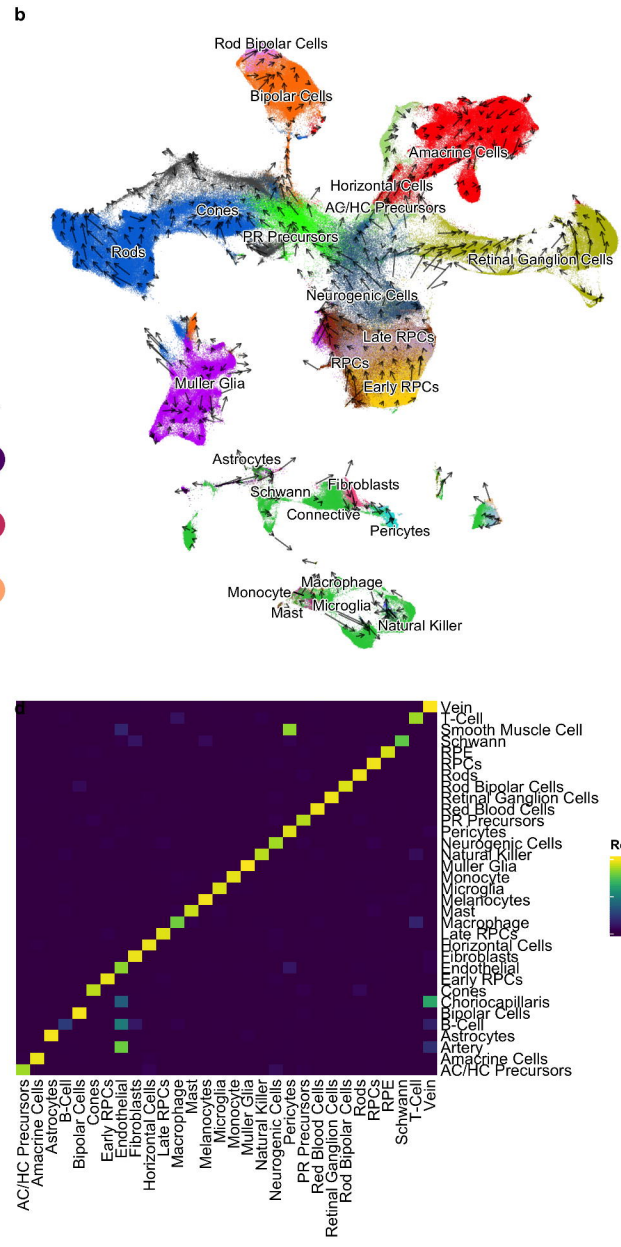 b
Rod Bipolar Cells
Bipolar Cells
Amacrine Cells
Horizontal Cells
AC/HC Precursors
Cones
PR Precursors
Rods
Retinal Ganglion Cells
Neurogenic Cells
Late RPCs
RPCs
Early RPCs
Muller Glia
Astrocytes
Schwann
Fibroblasts
Connective
Pericytes
Macrophage
Monocyte
Microglia
Mast
Natural Killer
d
Vein
T-Cell
Smooth Muscle Cell
Schwann
RPE
RPCs
Rods
Rod Bipolar Cells
Retinal Ganglion Cells
Red Blood Cells
PR Precursors
Pericytes
Neurogenic Cells
Natural Killer
Muller Glia
Monocyte
Microglia
Melanocytes
Mast
Macrophage
Late RPCs
Horizontal Cells
Fibroblasts
Endothelial
Early RPCs
Cones
Choriocapillaris
Bipolar Cells
B-Cell
Astrocytes
Artery
Amacrine Cells
AC/HC Precursors
AC/HC Precursors
Amacrine Cells
Astrocytes
B-Cell
Bipolar Cells
Cones
Early RPCs
Endothelial
Fibroblasts
Horizontal Cells
Late RPCs
Macrophage
Mast
Melanocytes
Microglia
Monocyte
Muller Glia
Natural Killer
Neurogenic Cells
Pericytes
PR Precursors
Red Blood Cells
Retinal Ganglion Cells
Rod Bipolar Cells
Rods
RPCs
RPE
Schwann
T-Cell
Vein